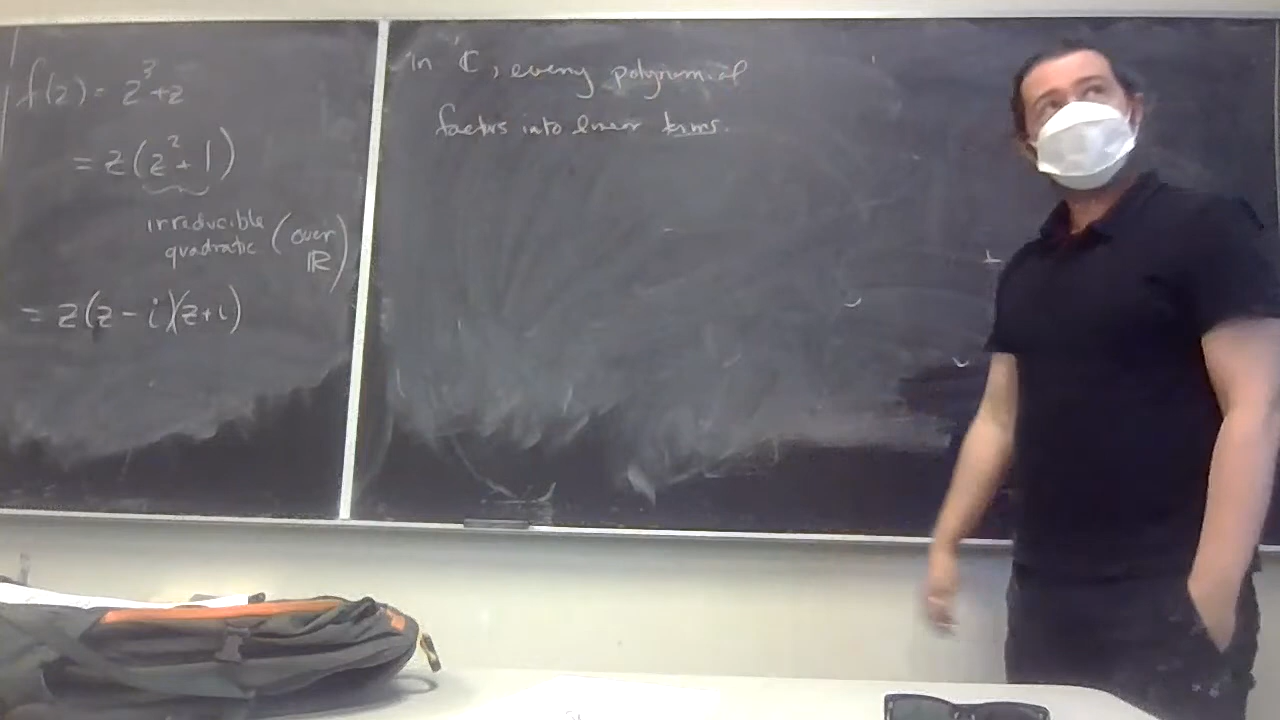 f(z) = z³+z
= z(z²+1)
irreducible
quadratic (over ℝ)
= z(z-i)(z+i)
In ℂ, every polynomial
factors into linear terms.